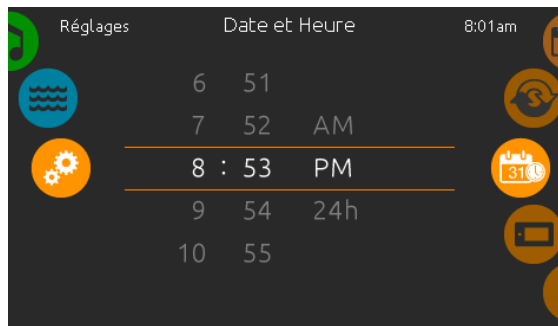 Réglages Date et Heure 8:01am
6 51
7 52 AM
8 : 53 PM
31
9 54 24h
10 55